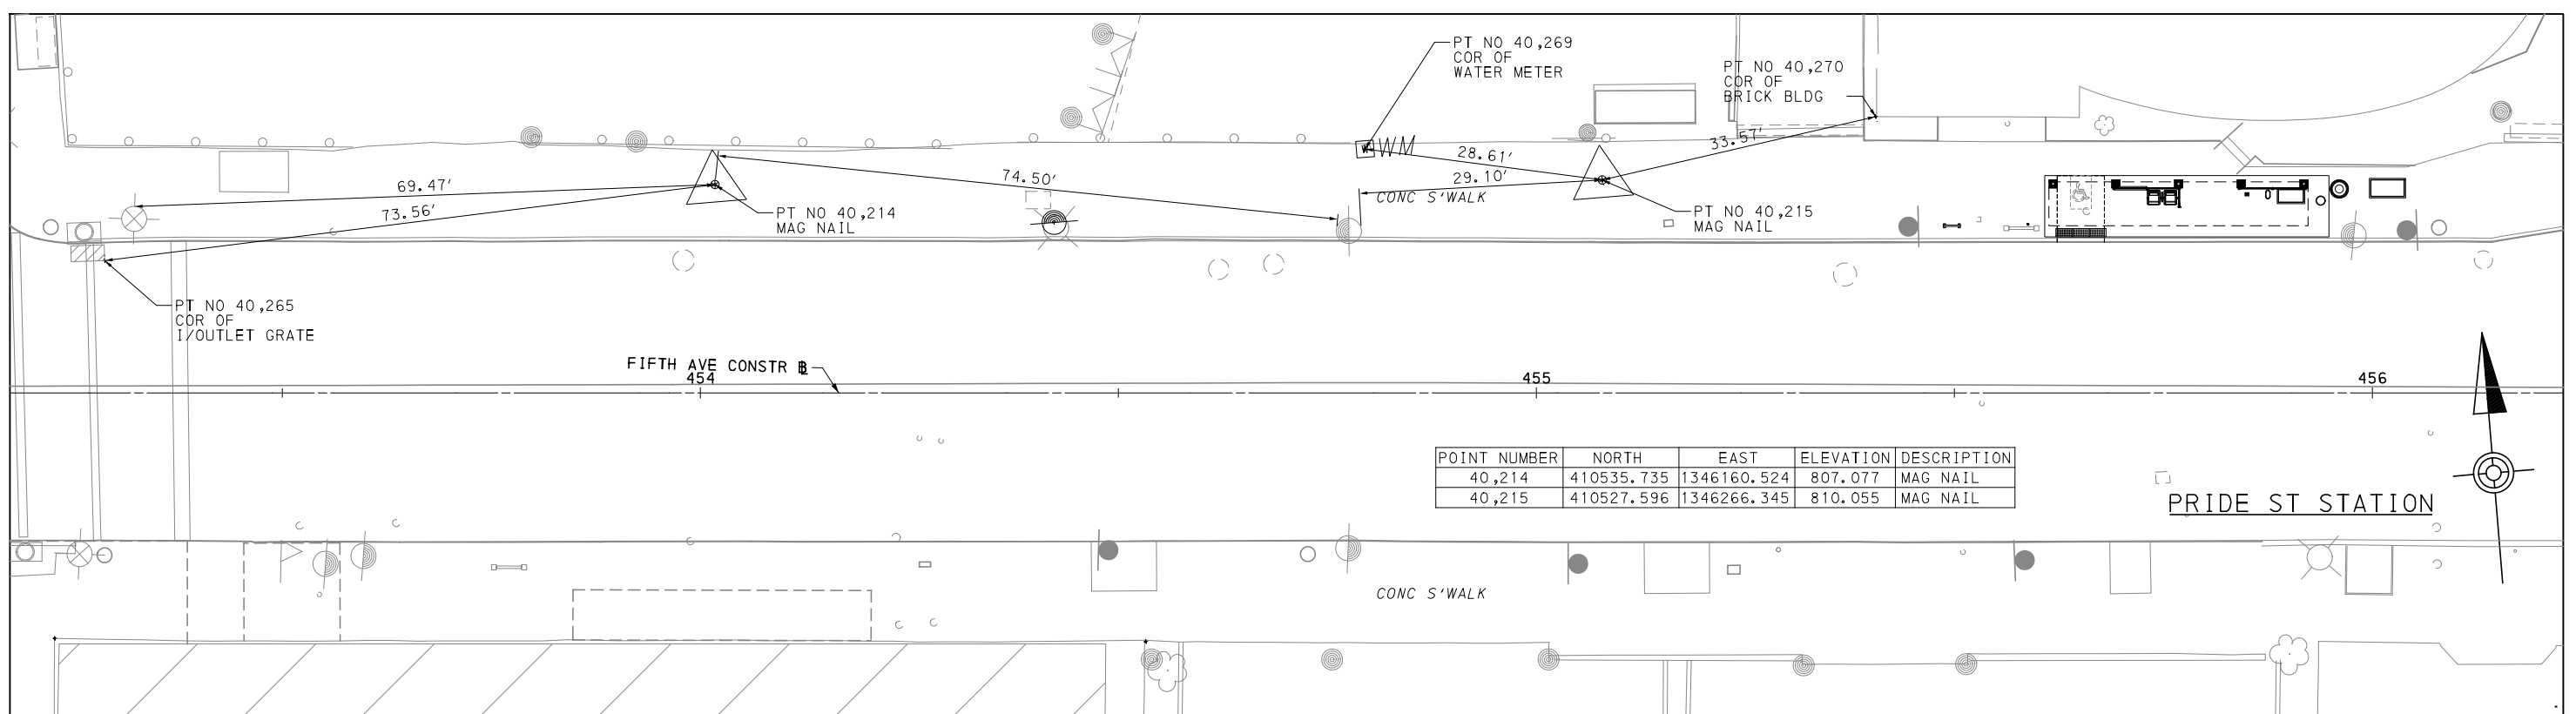 PT NO 40,269
COR OF
WATER METER
PT NO 40,270
COR OF
BRICK BLDG
33.57'
WM
28.61'
74.50'
29.10'
69.47'
CONC S'WALK
73.56'
PT NO 40,214
MAG NAIL
PT NO 40,215
MAG NAIL
PT NO 40,265
COR OF
I/OUTLET GRATE
FIFTH AVE CONSTR BL
454
455
456
POINT NUMBER NORTH EAST ELEVATION DESCRIPTION
40,214 410535.735 1346160.524 807.077 MAG NAIL
40,215 410527.596 1346266.345 810.055 MAG NAIL
PRIDE ST STATION
CONC S'WALK